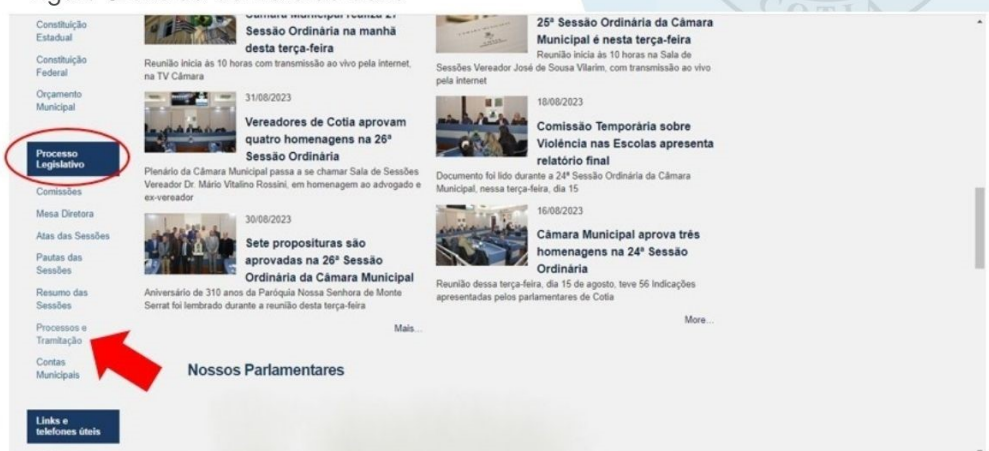 COTIA
Constituição
Estadual
Constituição
Federal
Orçamento
Municipal
Processo
Legislativo
Comissões
Mesa Diretora
Atas das Sessões
Pautas das
Sessões
Resumo das
Sessões
Processos e
Tramitação
Contas
Municipais
Links e
telefones úteis
Sessão Ordinária na manhã
desta terça-feira
Reunião inicia às 10 horas com transmissão ao vivo pela internet,
na TV Câmara
31/08/2023
Vereadores de Cotia aprovam
quatro homenagens na 26ª
Sessão Ordinária
Plenário da Câmara Municipal passa a se chamar Sala de Sessões
Vereador Dr. Mário Vitalino Rossini, em homenagem ao advogado e
ex-vereador
30/08/2023
Sete proposituras são
aprovadas na 26ª Sessão
Ordinária da Câmara Municipal
Aniversário de 310 anos da Paróquia Nossa Senhora de Monte
Serrat foi lembrado durante a reunião desta terça-feira
Mais...
25ª Sessão Ordinária da Câmara
Municipal é nesta terça-feira
Reunião inicia às 10 horas na Sala de
Sessões Vereador José de Sousa Vilarim, com transmissão ao vivo
pela internet
18/08/2023
Comissão Temporária sobre
Violência nas Escolas apresenta
relatório final
Documento foi lido durante a 24ª Sessão Ordinária da Câmara
Municipal, nessa terça-feira, dia 15
16/08/2023
Câmara Municipal aprova três
homenagens na 24ª Sessão
Ordinária
Reunião dessa terça-feira, dia 15 de agosto, teve 56 Indicações
apresentadas pelos parlamentares de Cotia
More...
Nossos Parlamentares